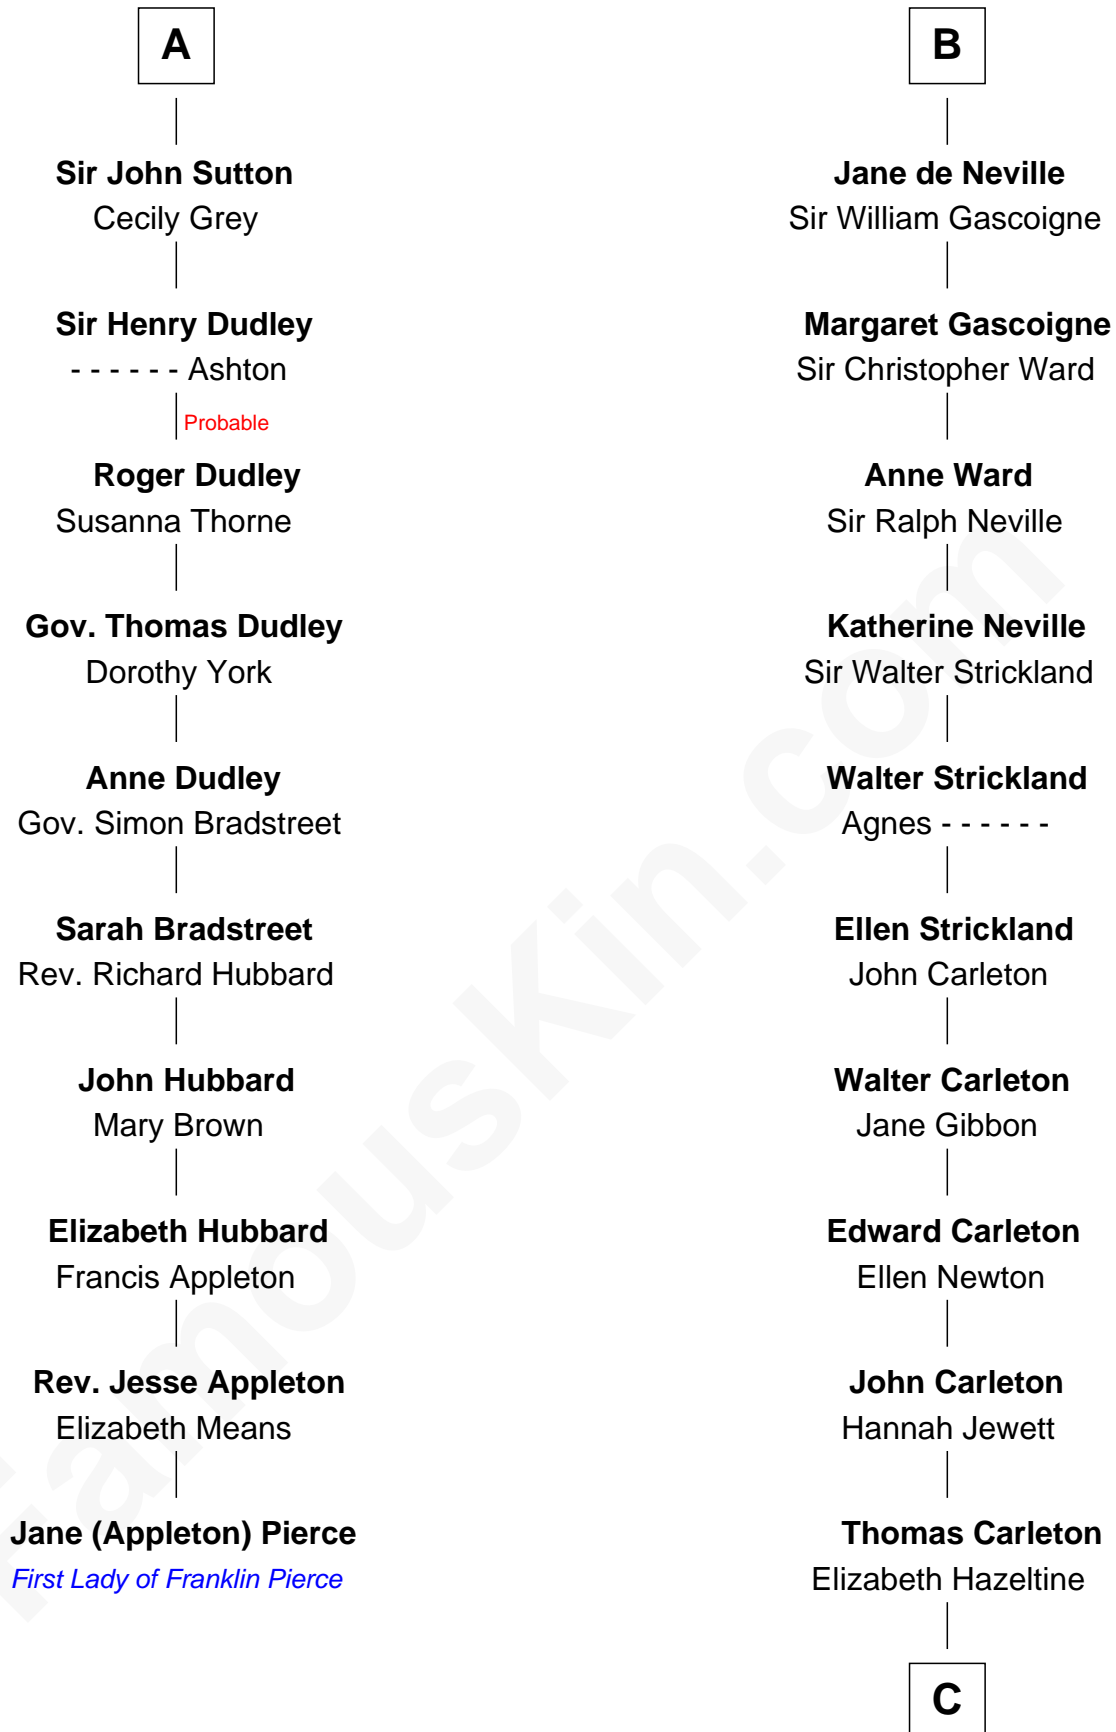 A
Sir John Sutton
Cecily Grey
Sir Henry Dudley
- - - - - - Ashton
Probable
Roger Dudley
Susanna Thorne
Gov. Thomas Dudley
Dorothy York
Anne Dudley
Gov. Simon Bradstreet
Sarah Bradstreet
Rev. Richard Hubbard
John Hubbard
Mary Brown
Elizabeth Hubbard
Francis Appleton
Rev. Jesse Appleton
Elizabeth Means
Jane (Appleton) Pierce
First Lady of Franklin Pierce
B
Jane de Neville
Sir William Gascoigne
Margaret Gascoigne
Sir Christopher Ward
Anne Ward
Sir Ralph Neville
Katherine Neville
Sir Walter Strickland
Walter Strickland
Agnes - - - - - -
Ellen Strickland
John Carleton
Walter Carleton
Jane Gibbon
Edward Carleton
Ellen Newton
John Carleton
Hannah Jewett
Thomas Carleton
Elizabeth Hazeltine
C
FamousKin.com